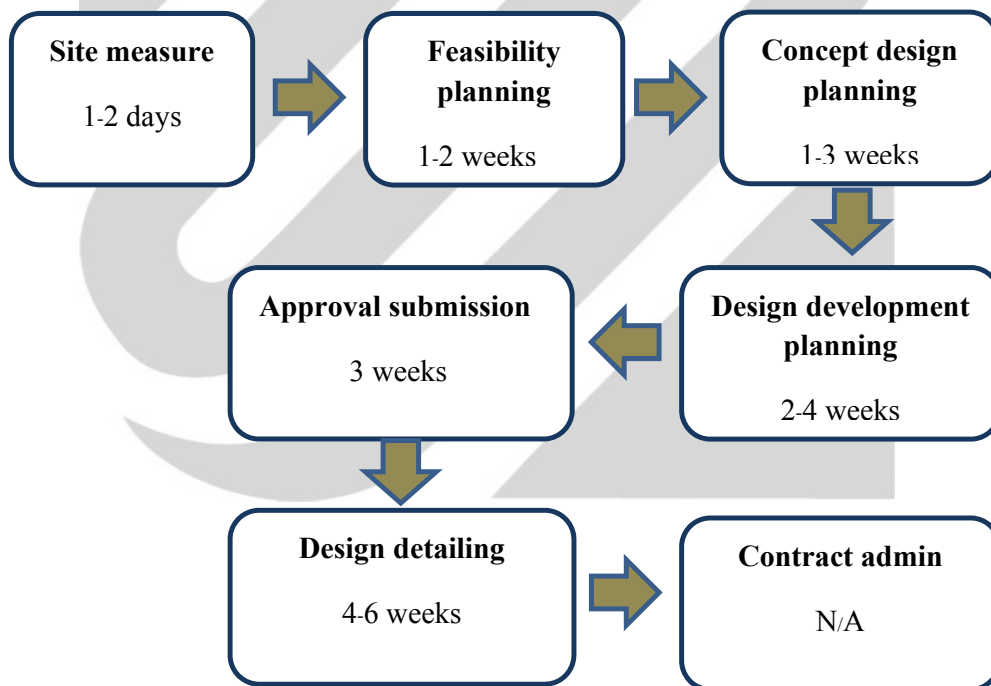 Site measure
1-2 days
Feasibility
planning
1-2 weeks
Concept design
planning
1-3 weeks
Design development
planning
2-4 weeks
Approval submission
3 weeks
Design detailing
4-6 weeks
Contract admin
N/A